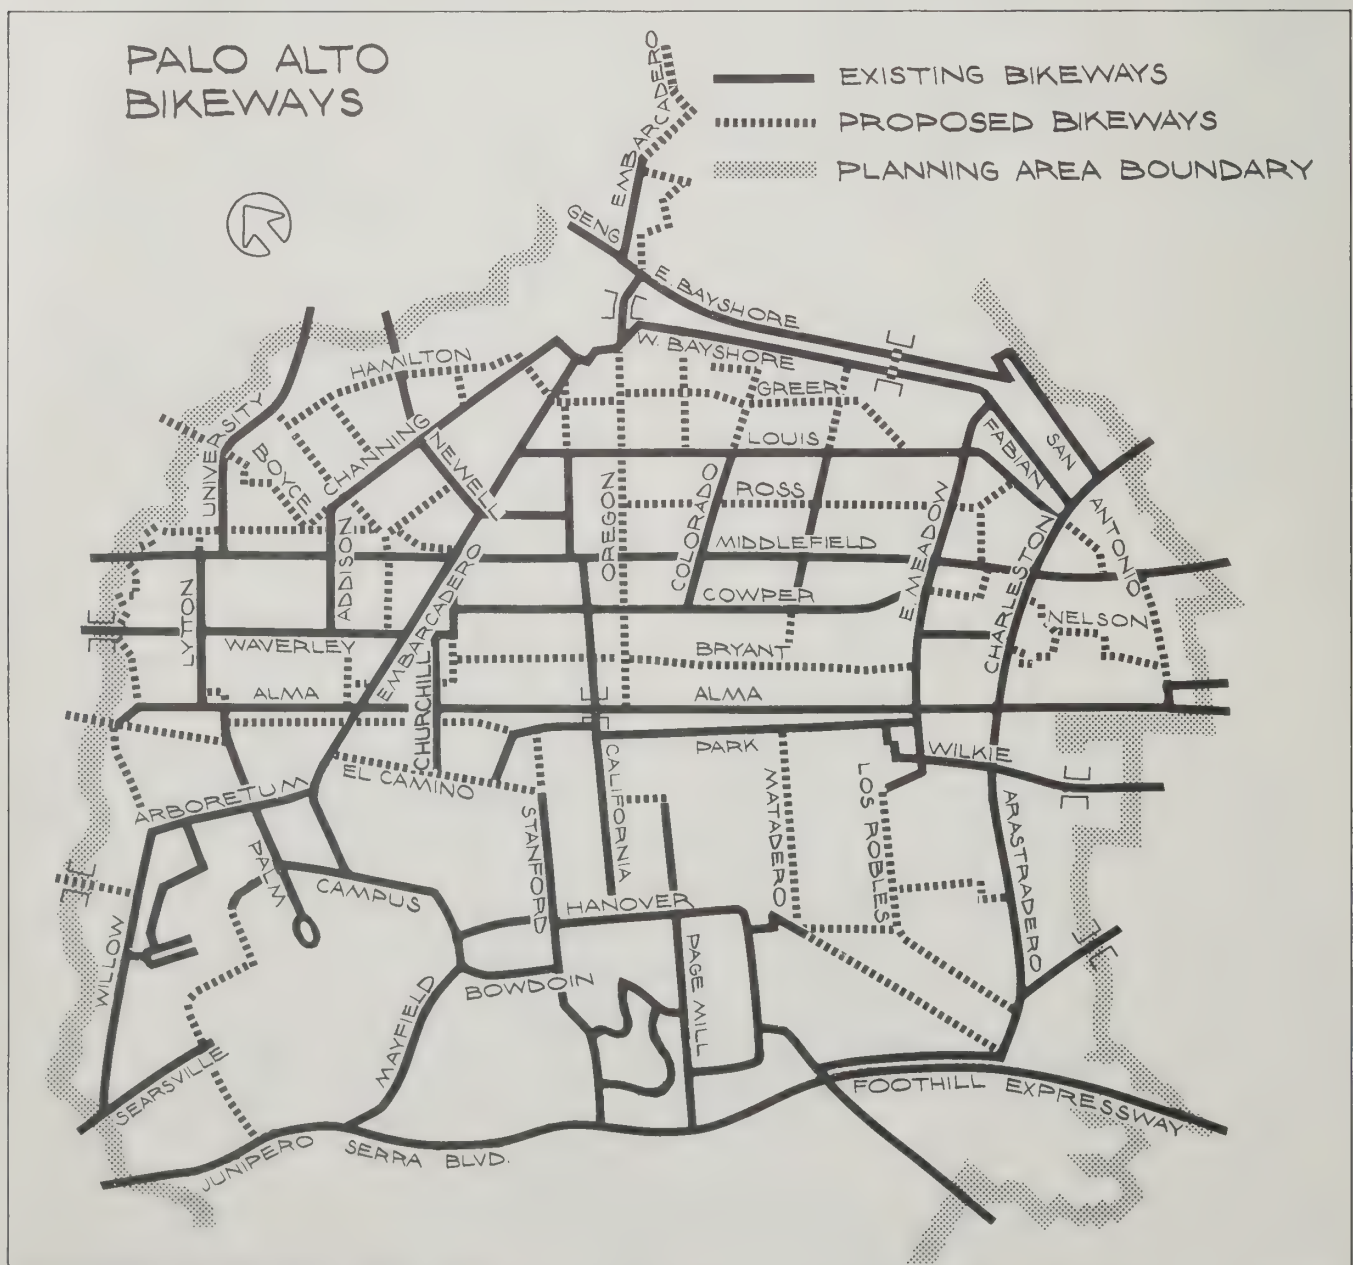 PALO ALTO
BIKEWAYS
EXISTING BIKEWAYS
PROPOSED BIKEWAYS
PLANNING AREA BOUNDARY
EMBARCADERO
GENG
E. BAYSHORE
W. BAYSHORE
HAMILTON
GREER
UNIVERSITY
BOYCE
CHANNING
NEWELL
LOUIS
FABIAN
SAN ANTONIO
ADDISON
OREGON
COLORADO
ROSS
MIDDLEFIELD
E. MEADOW
CHARLESTON
LYTTON
EMBARCADERO
COWPER
NELSON
WAVERLEY
BRYANT
CHURCHILL
ALMA
ALMA
PARK
WILKIE
EL CAMINO
CALIFORNIA
MATADERO
LOS ROBLES
ARBORETUM
STANFORD
ARASTRADERO
PALM
CAMPUS
HANOVER
WILLOW
PAGE MILL
BOWDOIN
MAYFIELD
SEARSVILLE
FOOTHILL EXPRESSWAY
JUNIPERO SERRA BLVD.